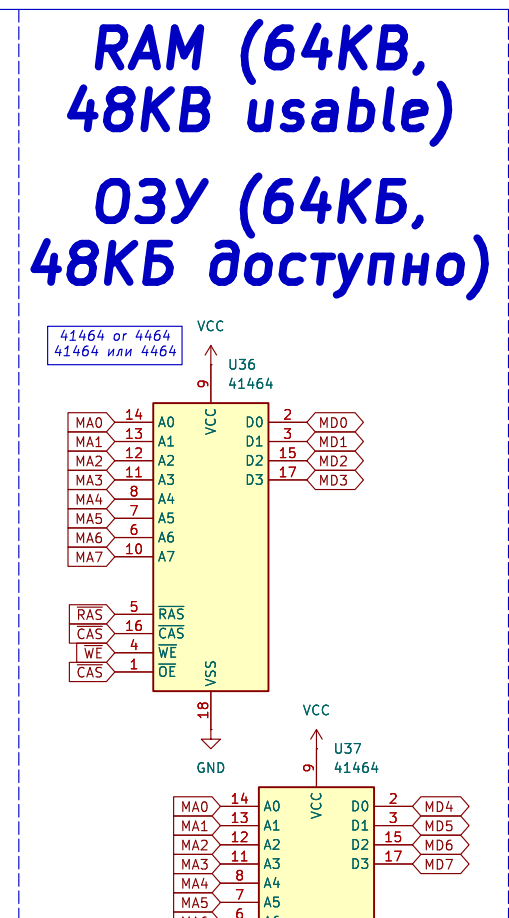 RAM (64KB,
48KB usable)
ОЗУ (64КБ,
48КБ доступно)
41464 or 4464
41464 или 4464
VCC
U36
41464
9
VCC
MA0 14 A0 D0 2 MD0
MA1 13 A1 D1 3 MD1
MA2 12 A2 D2 15 MD2
MA3 11 A3 D3 17 MD3
MA4 8 A4
MA5 7 A5
MA6 6 A6
MA7 10 A7
RAS 5 RAS
CAS 16 CAS
WE 4 WE
CAS 1 OE
VSS
18
GND
VCC
U37
41464
9
VCC
MA0 14 A0 D0 2 MD4
MA1 13 A1 D1 3 MD5
MA2 12 A2 D2 15 MD6
MA3 11 A3 D3 17 MD7
MA4 8 A4
MA5 7 A5
6